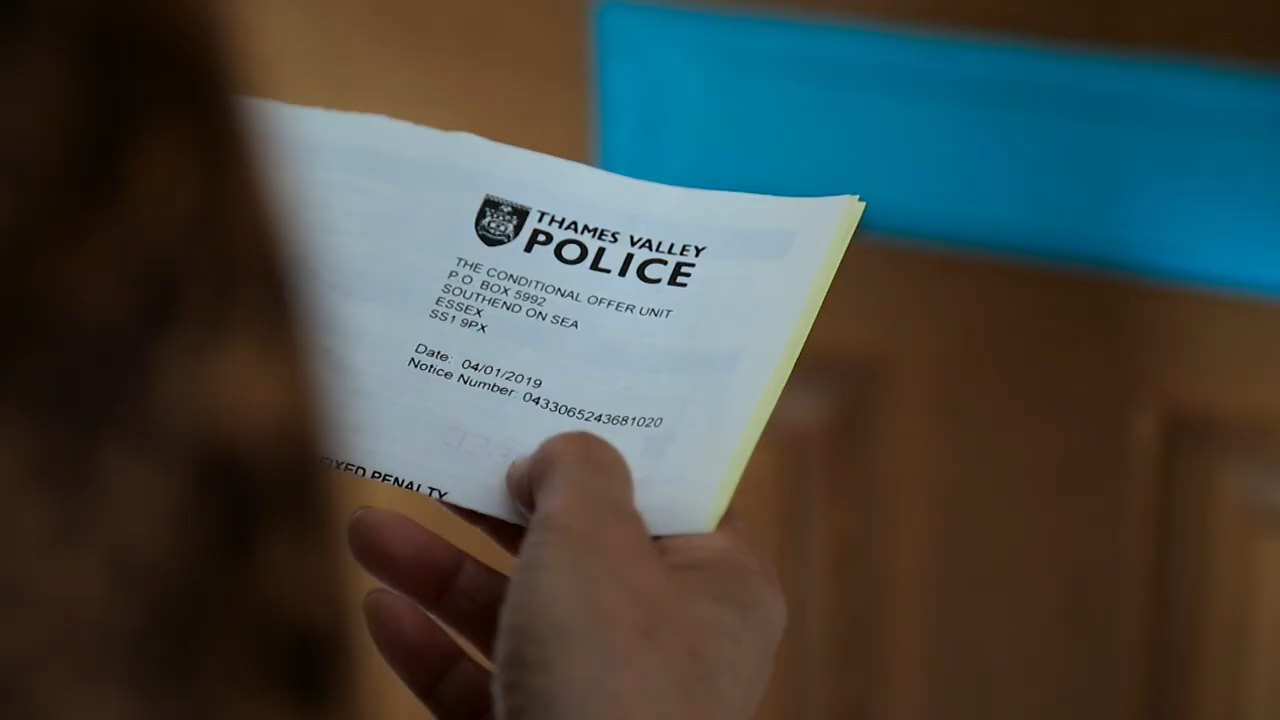 THAMES VALLEY
POLICE
THE CONDITIONAL OFFER UNIT
P.O. BOX 5992
SOUTHEND ON SEA
ESSEX
SS1 9PX
Date: 04/01/2019
Notice Number: 0433065243681020
FIXED PENALTY